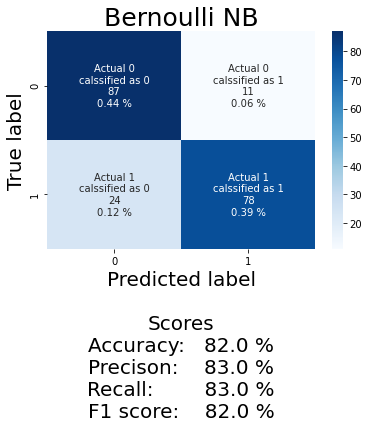 Bernoulli NB
True label
0
1
Actual 0
calssified as 0
87
0.44 %
Actual 0
calssified as 1
11
0.06 %
Actual 1
calssified as 0
24
0.12 %
Actual 1
calssified as 1
78
0.39 %
0
1
Predicted label
80
70
60
50
40
30
20
Scores
Accuracy: 82.0 %
Precison: 83.0 %
Recall: 83.0 %
F1 score: 82.0 %